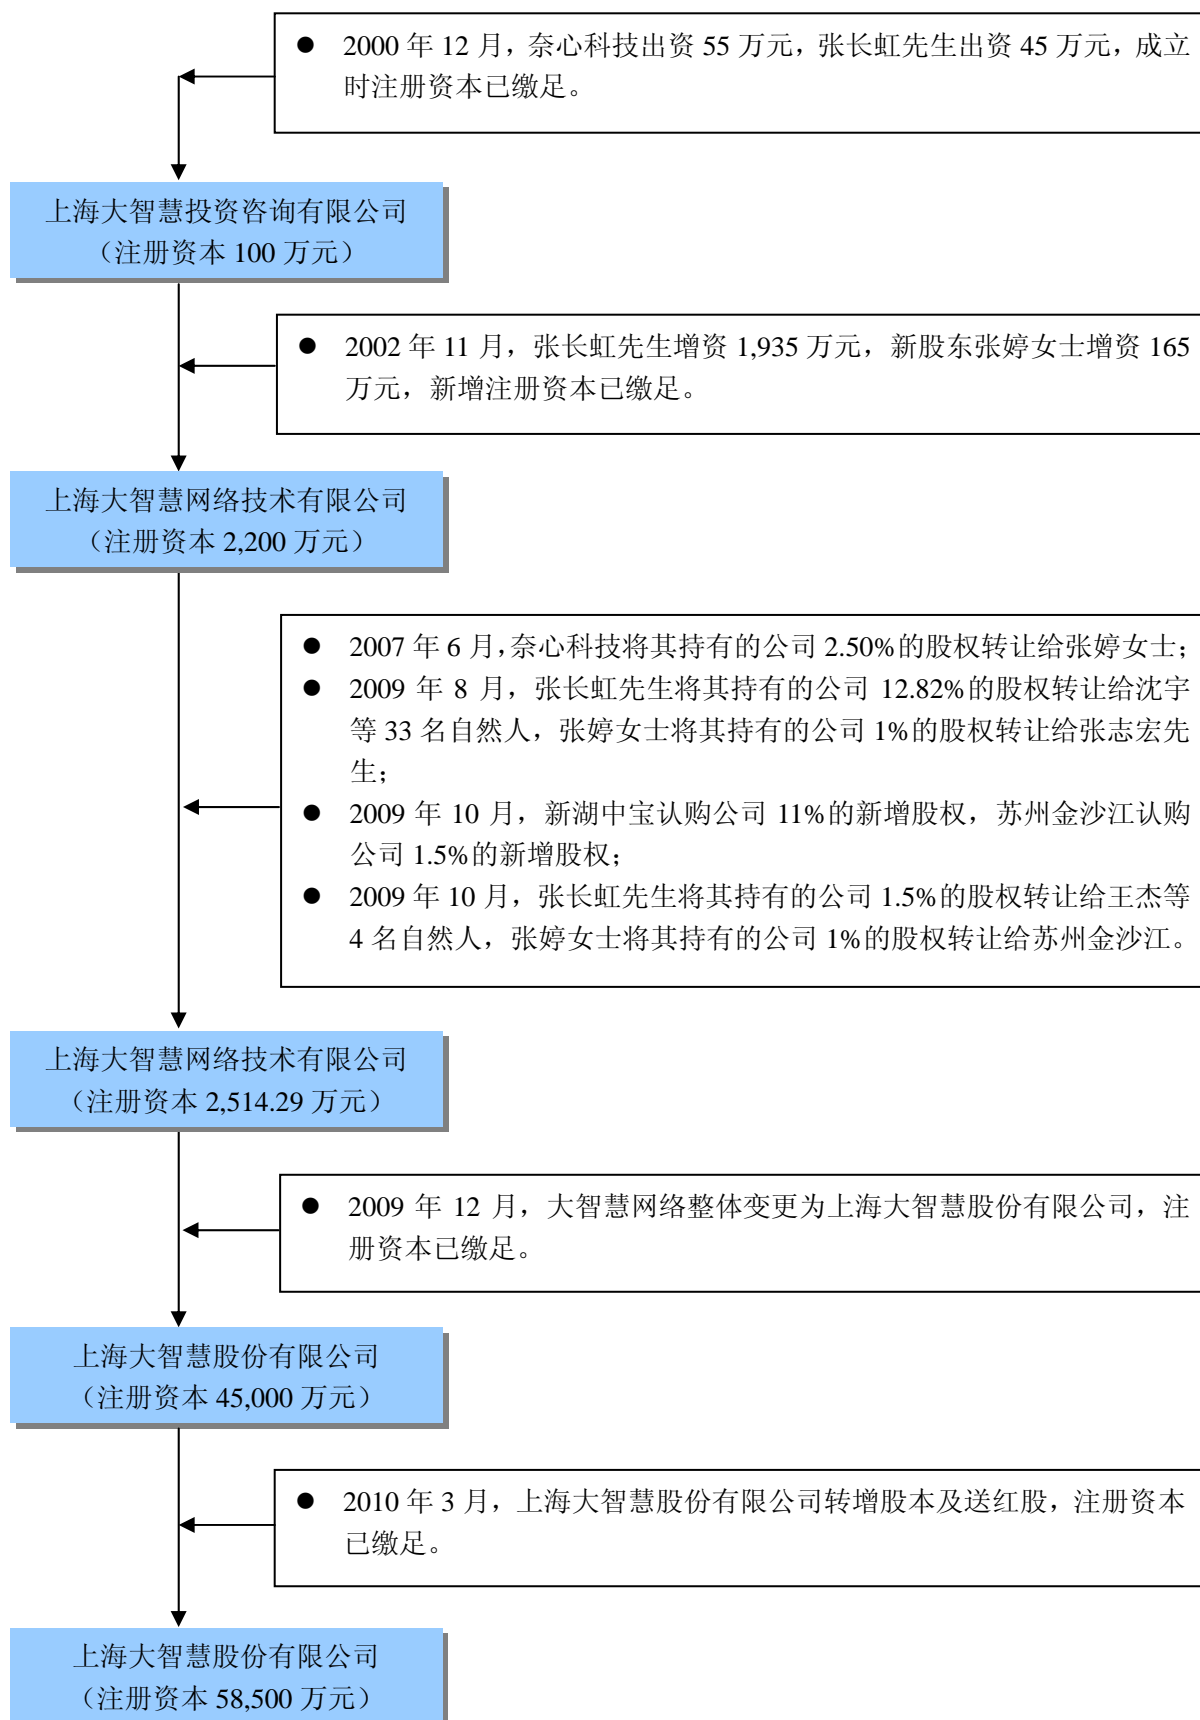 ● 2000 年 12 月，奈心科技出资 55 万元，张长虹先生出资 45 万元，成立
时注册资本已缴足。
上海大智慧投资咨询有限公司
（注册资本 100 万元）
● 2002 年 11 月，张长虹先生增资 1,935 万元，新股东张婷女士增资 165
万元，新增注册资本已缴足。
上海大智慧网络技术有限公司
（注册资本 2,200 万元）
● 2007 年 6 月，奈心科技将其持有的公司 2.50%的股权转让给张婷女士；
● 2009 年 8 月，张长虹先生将其持有的公司 12.82%的股权转让给沈宇
等 33 名自然人，张婷女士将其持有的公司 1%的股权转让给张志宏先
生；
● 2009 年 10 月，新湖中宝认购公司 11%的新增股权，苏州金沙江认购
公司 1.5%的新增股权；
● 2009 年 10 月，张长虹先生将其持有的公司 1.5%的股权转让给王杰等
4 名自然人，张婷女士将其持有的公司 1%的股权转让给苏州金沙江。
上海大智慧网络技术有限公司
（注册资本 2,514.29 万元）
● 2009 年 12 月，大智慧网络整体变更为上海大智慧股份有限公司，注
册资本已缴足。
上海大智慧股份有限公司
（注册资本 45,000 万元）
● 2010 年 3 月，上海大智慧股份有限公司转增股本及送红股，注册资本
已缴足。
上海大智慧股份有限公司
（注册资本 58,500 万元）